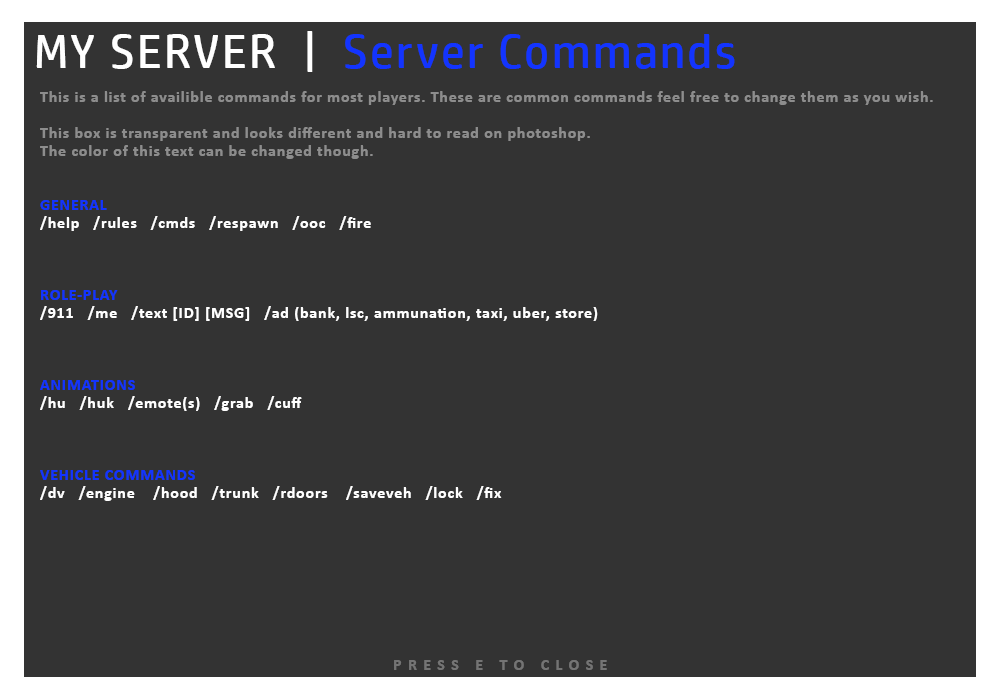 MY SERVER | Server Commands
This is a list of availible commands for most players. These are common commands feel free to change them as you wish.
This box is transparent and looks different and hard to read on photoshop.
The color of this text can be changed though.
GENERAL
/help /rules /cmds /respawn /ooc /fire
ROLE-PLAY
/911 /me /text [ID] [MSG] /ad (bank, lsc, ammunation, taxi, uber, store)
ANIMATIONS
/hu /huk /emote(s) /grab /cuff
VEHICLE COMMANDS
/dv /engine /hood /trunk /rdoors /saveveh /lock /fix
PRESS E TO CLOSE